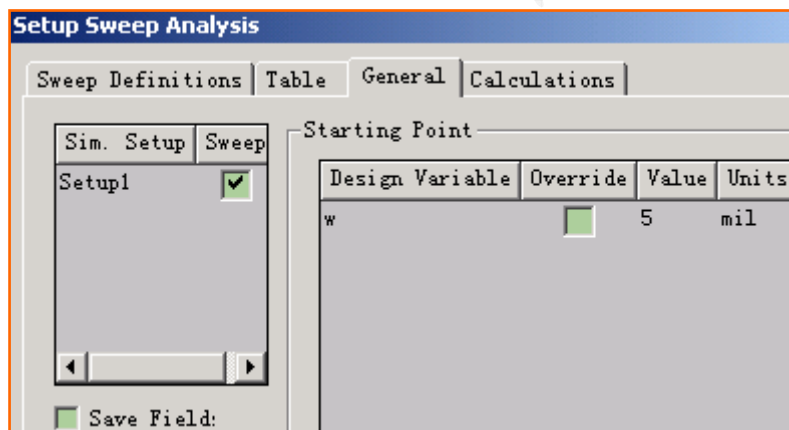 Setup Sweep Analysis
Sweep Definitions Table General Calculations
Starting Point
Sim. Setup Sweep
Setup1
Design Variable Override Value Units
w 5 mil
Save Field: